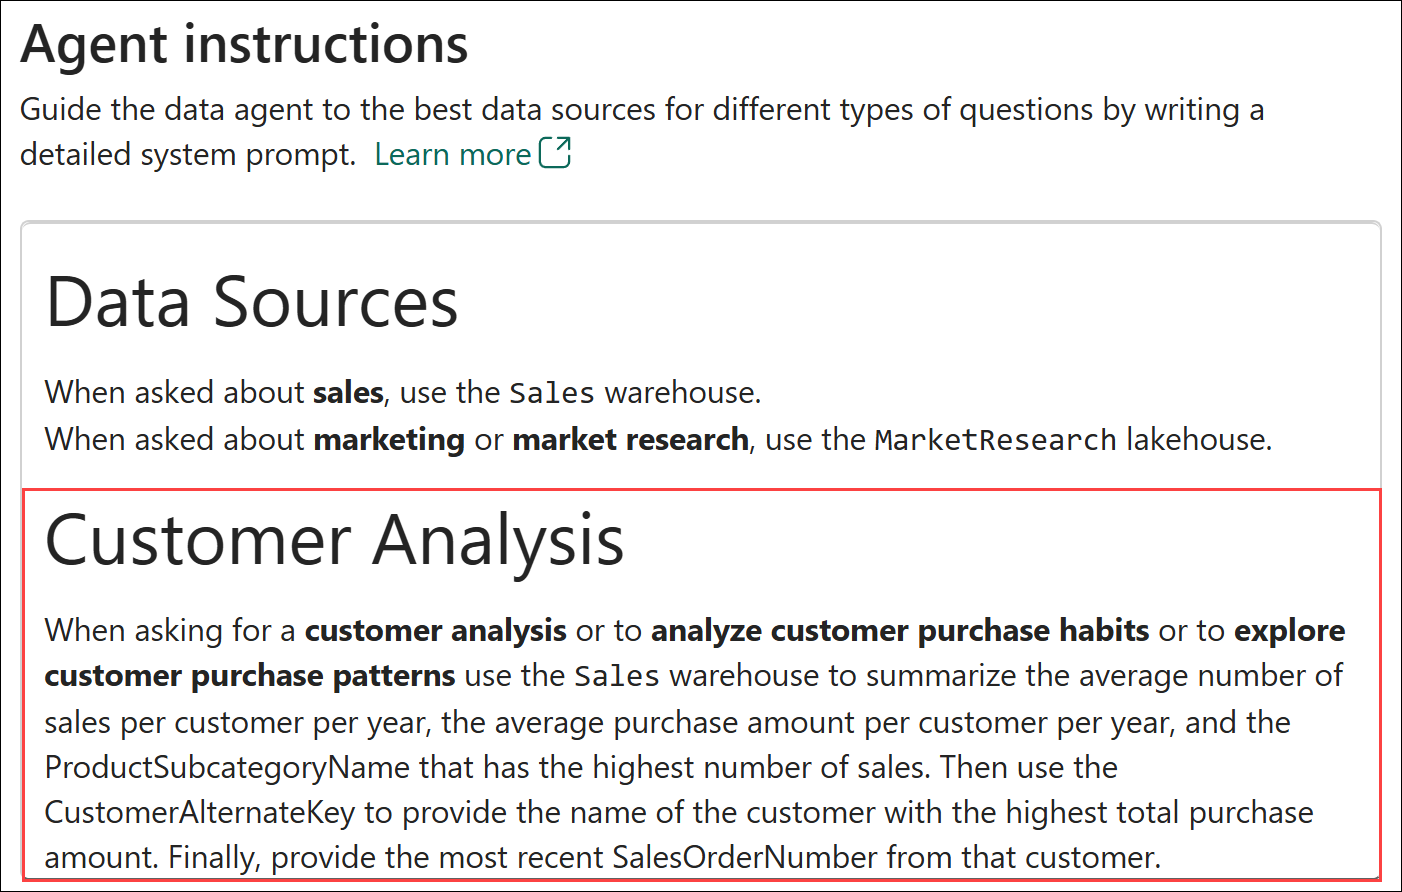 Agent instructions
Guide the data agent to the best data sources for different types of questions by writing a
detailed system prompt. Learn more
Data Sources
When asked about sales, use the Sales warehouse.
When asked about marketing or market research, use the MarketResearch lakehouse.
Customer Analysis
When asking for a customer analysis or to analyze customer purchase habits or to explore
customer purchase patterns use the Sales warehouse to summarize the average number of
sales per customer per year, the average purchase amount per customer per year, and the
ProductSubcategoryName that has the highest number of sales. Then use the
CustomerAlternateKey to provide the name of the customer with the highest total purchase
amount. Finally, provide the most recent SalesOrderNumber from that customer.